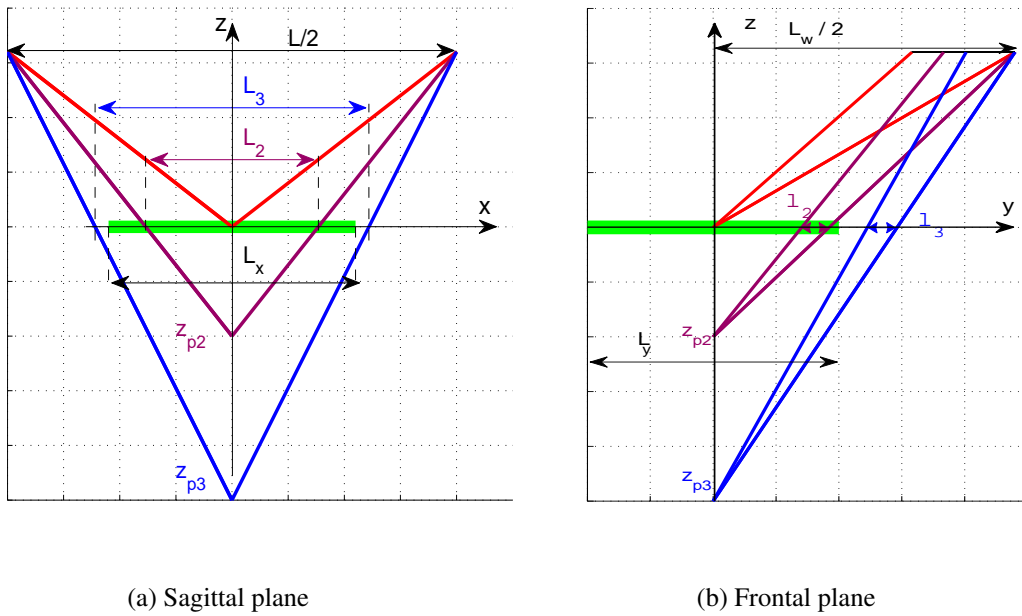 z
L/2
L3
L2
x
Lx
zp2
zp3
(a) Sagittal plane
z
Lw / 2
l2
l3
y
zp2
Ly
zp3
(b) Frontal plane